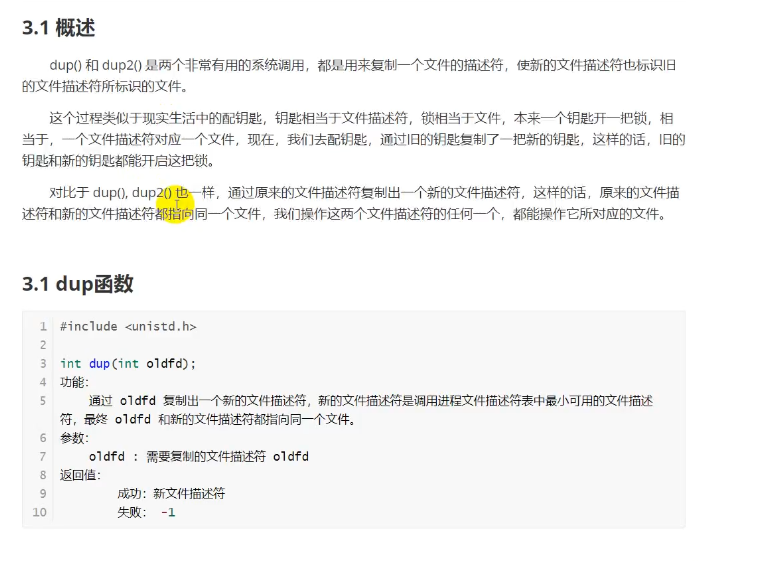 3.1 概述
dup() 和 dup2() 是两个非常有用的系统调用，都是用来复制一个文件的描述符，使新的文件描述符也标识旧
的文件描述符所标识的文件。
这个过程类似于现实生活中的配钥匙，钥匙相当于文件描述符，锁相当于文件，本来一个钥匙开一把锁，相
当于，一个文件描述符对应一个文件，现在，我们去配钥匙，通过旧的钥匙复制了一把新的钥匙，这样的话，旧的
钥匙和新的钥匙都能开启这把锁。
对比于 dup(), dup2() 也一样，通过原来的文件描述符复制出一个新的文件描述符，这样的话，原来的文件描
述符和新的文件描述符都指向同一个文件，我们操作这两个文件描述符的任何一个，都能操作它所对应的文件。
3.1 dup函数
1 #include <unistd.h>
2
3 int dup(int oldfd);
4 功能：
5 通过 oldfd 复制出一个新的文件描述符，新的文件描述符是调用进程文件描述符表中最小可用的文件描述
符，最终 oldfd 和新的文件描述符都指向同一个文件。
6 参数：
7 oldfd : 需要复制的文件描述符 oldfd
8 返回值：
9 成功：新文件描述符
10 失败： -1